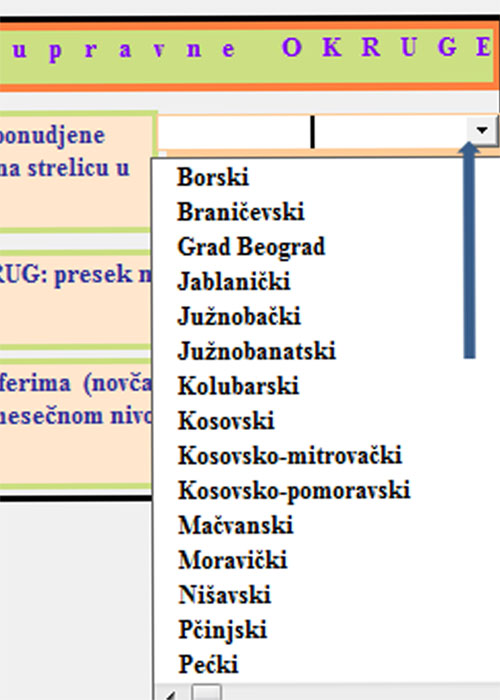 u p r a v n e O K R U G E
ponudjene
na strelicu u
RUG: presek
ferima (novča
mesečnom nivo
Borski
Braničevski
Grad Beograd
Jablanički
Južnobački
Južnobanatski
Kolubarski
Kosovski
Kosovsko-mitrovački
Kosovsko-pomoravski
Mačvanski
Moravički
Nišavski
Pčinjski
Pećki